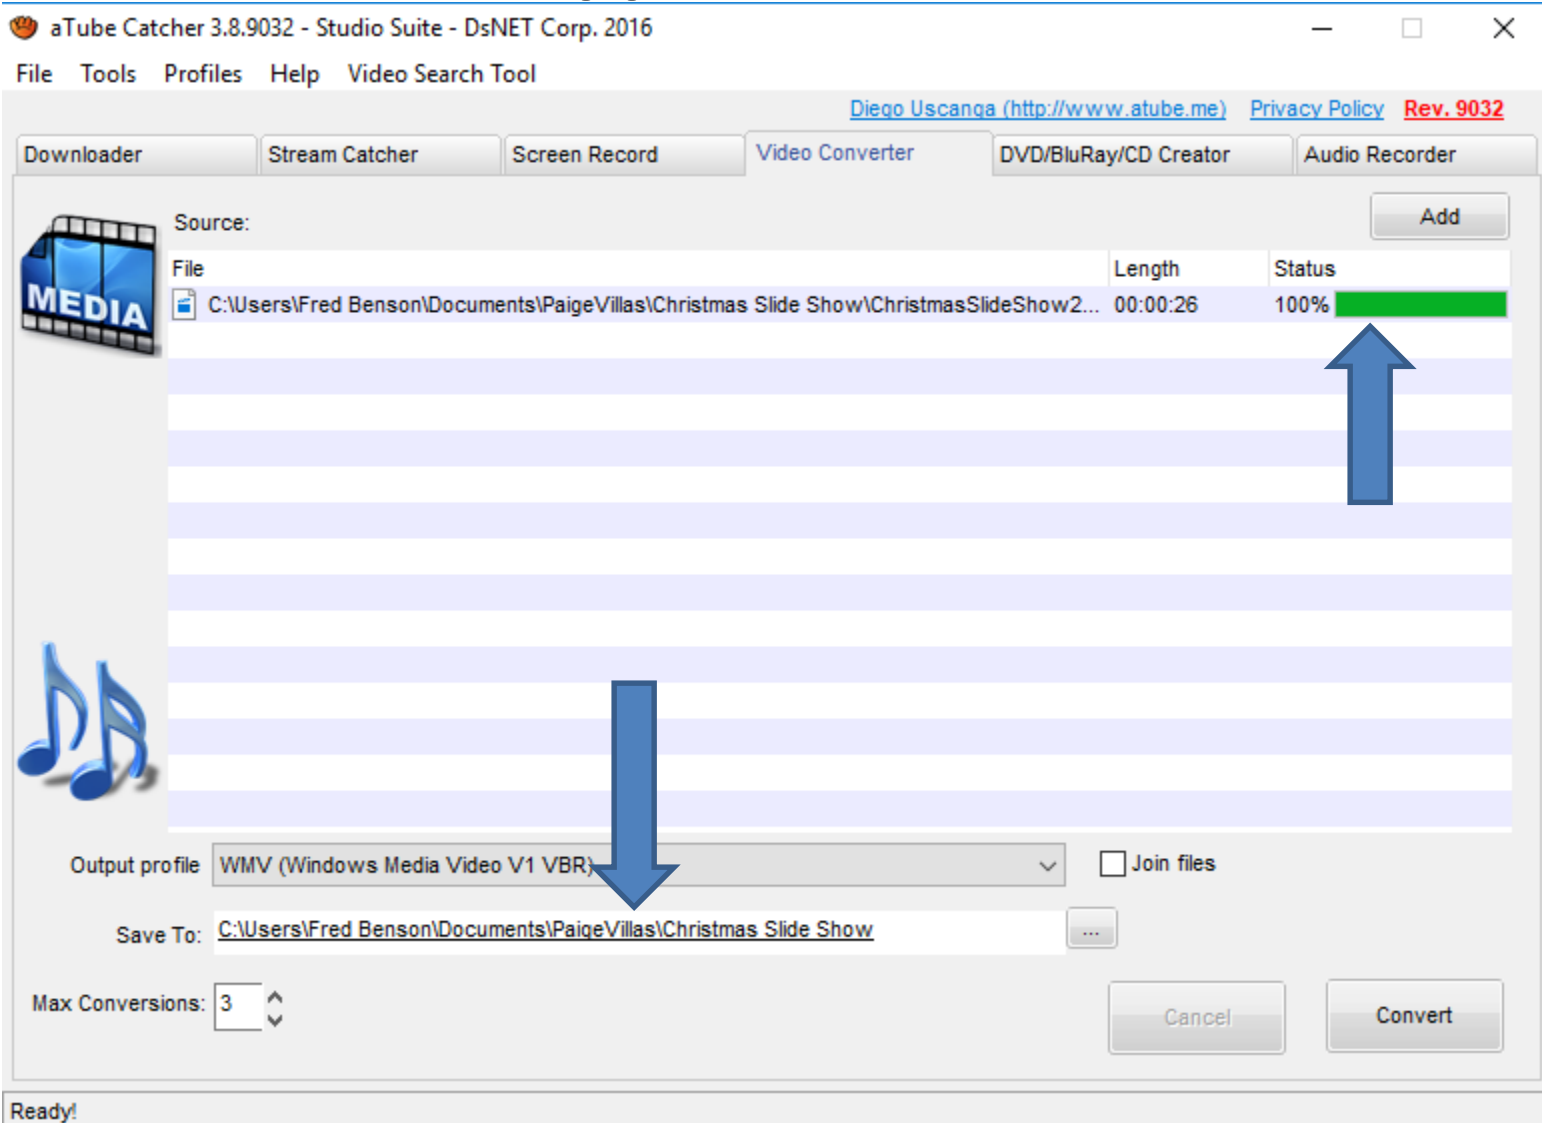 aTube Catcher 3.8.9032 - Studio Suite - DsNET Corp. 2016
File Tools Profiles Help Video Search Tool
Diego Uscanga (http://www.atube.me) Privacy Policy Rev. 9032
Downloader Stream Catcher Screen Record Video Converter DVD/BluRay/CD Creator Audio Recorder
Source: Add
MEDIA
File Length Status
C:\Users\Fred Benson\Documents\PaigeVillas\Christmas Slide Show\ChristmasSlideShow2... 00:00:26 100%
Output profile WMV (Windows Media Video V1 VBR) Join files
Save To: C:\Users\Fred Benson\Documents\PaigeVillas\Christmas Slide Show ...
Max Conversions: 3 Cancel Convert
Ready!